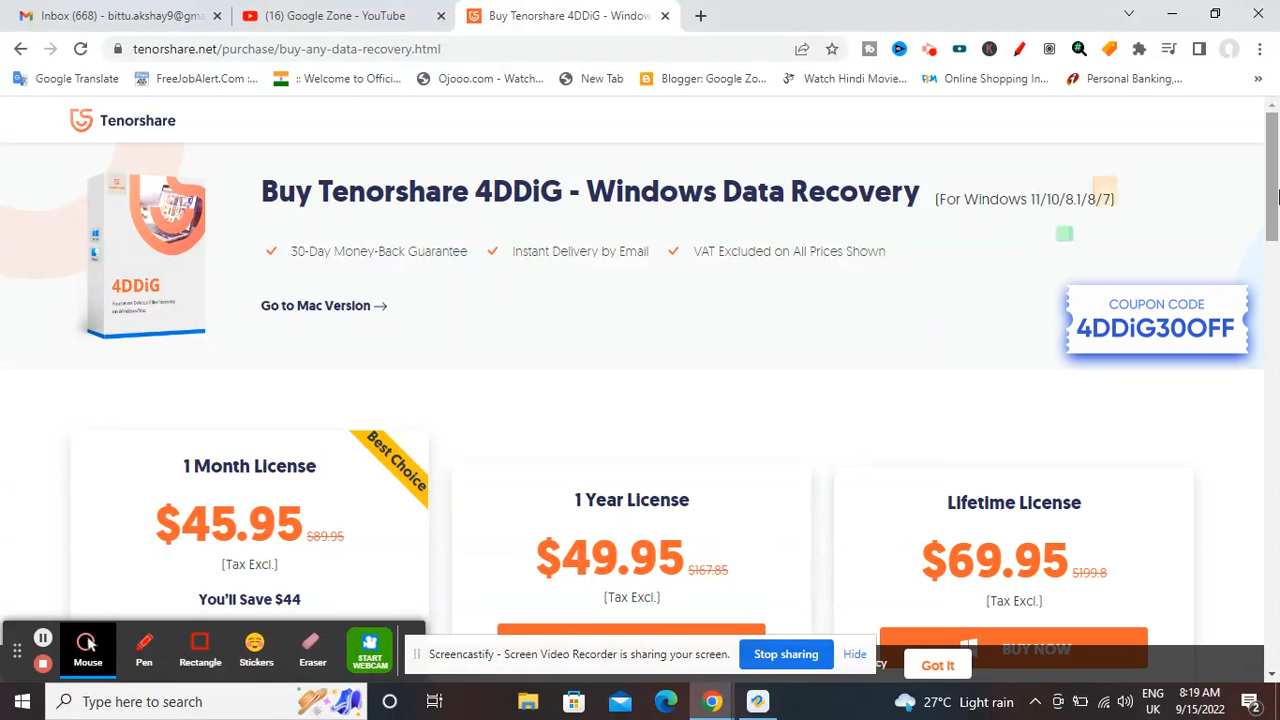 Inbox (668) - bittu.akshay9@gma
(16) Google Zone - YouTube
Buy Tenorshare 4DDiG - Window
tenorshare.net/purchase/buy-any-data-recovery.html
Google Translate
FreeJobAlert.Com :...
:: Welcome to Offici...
Ojooo.com - Watch...
New Tab
Blogger: Google Zo...
Watch Hindi Movie...
Online Shopping In...
Personal Banking,...
Tenorshare
Buy Tenorshare 4DDiG - Windows Data Recovery (For Windows 11/10/8.1/8/7)
30-Day Money-Back Guarantee
Instant Delivery by Email
VAT Excluded on All Prices Shown
4DDiG
Go to Mac Version →
COUPON CODE
4DDiG30OFF
Best Choice
1 Month License
$45.95 $89.95
(Tax Excl.)
You'll Save $44
1 Year License
$49.95 $167.85
(Tax Excl.)
Lifetime License
$69.95 $199.8
(Tax Excl.)
BUY NOW
Mouse
Pen
Rectangle
Stickers
Eraser
START
WEBCAM
Screencastify - Screen Video Recorder is sharing your screen.
Stop sharing
Hide
Got It
Type here to search
27°C Light rain
ENG
UK
8:19 AM
9/15/2022
2